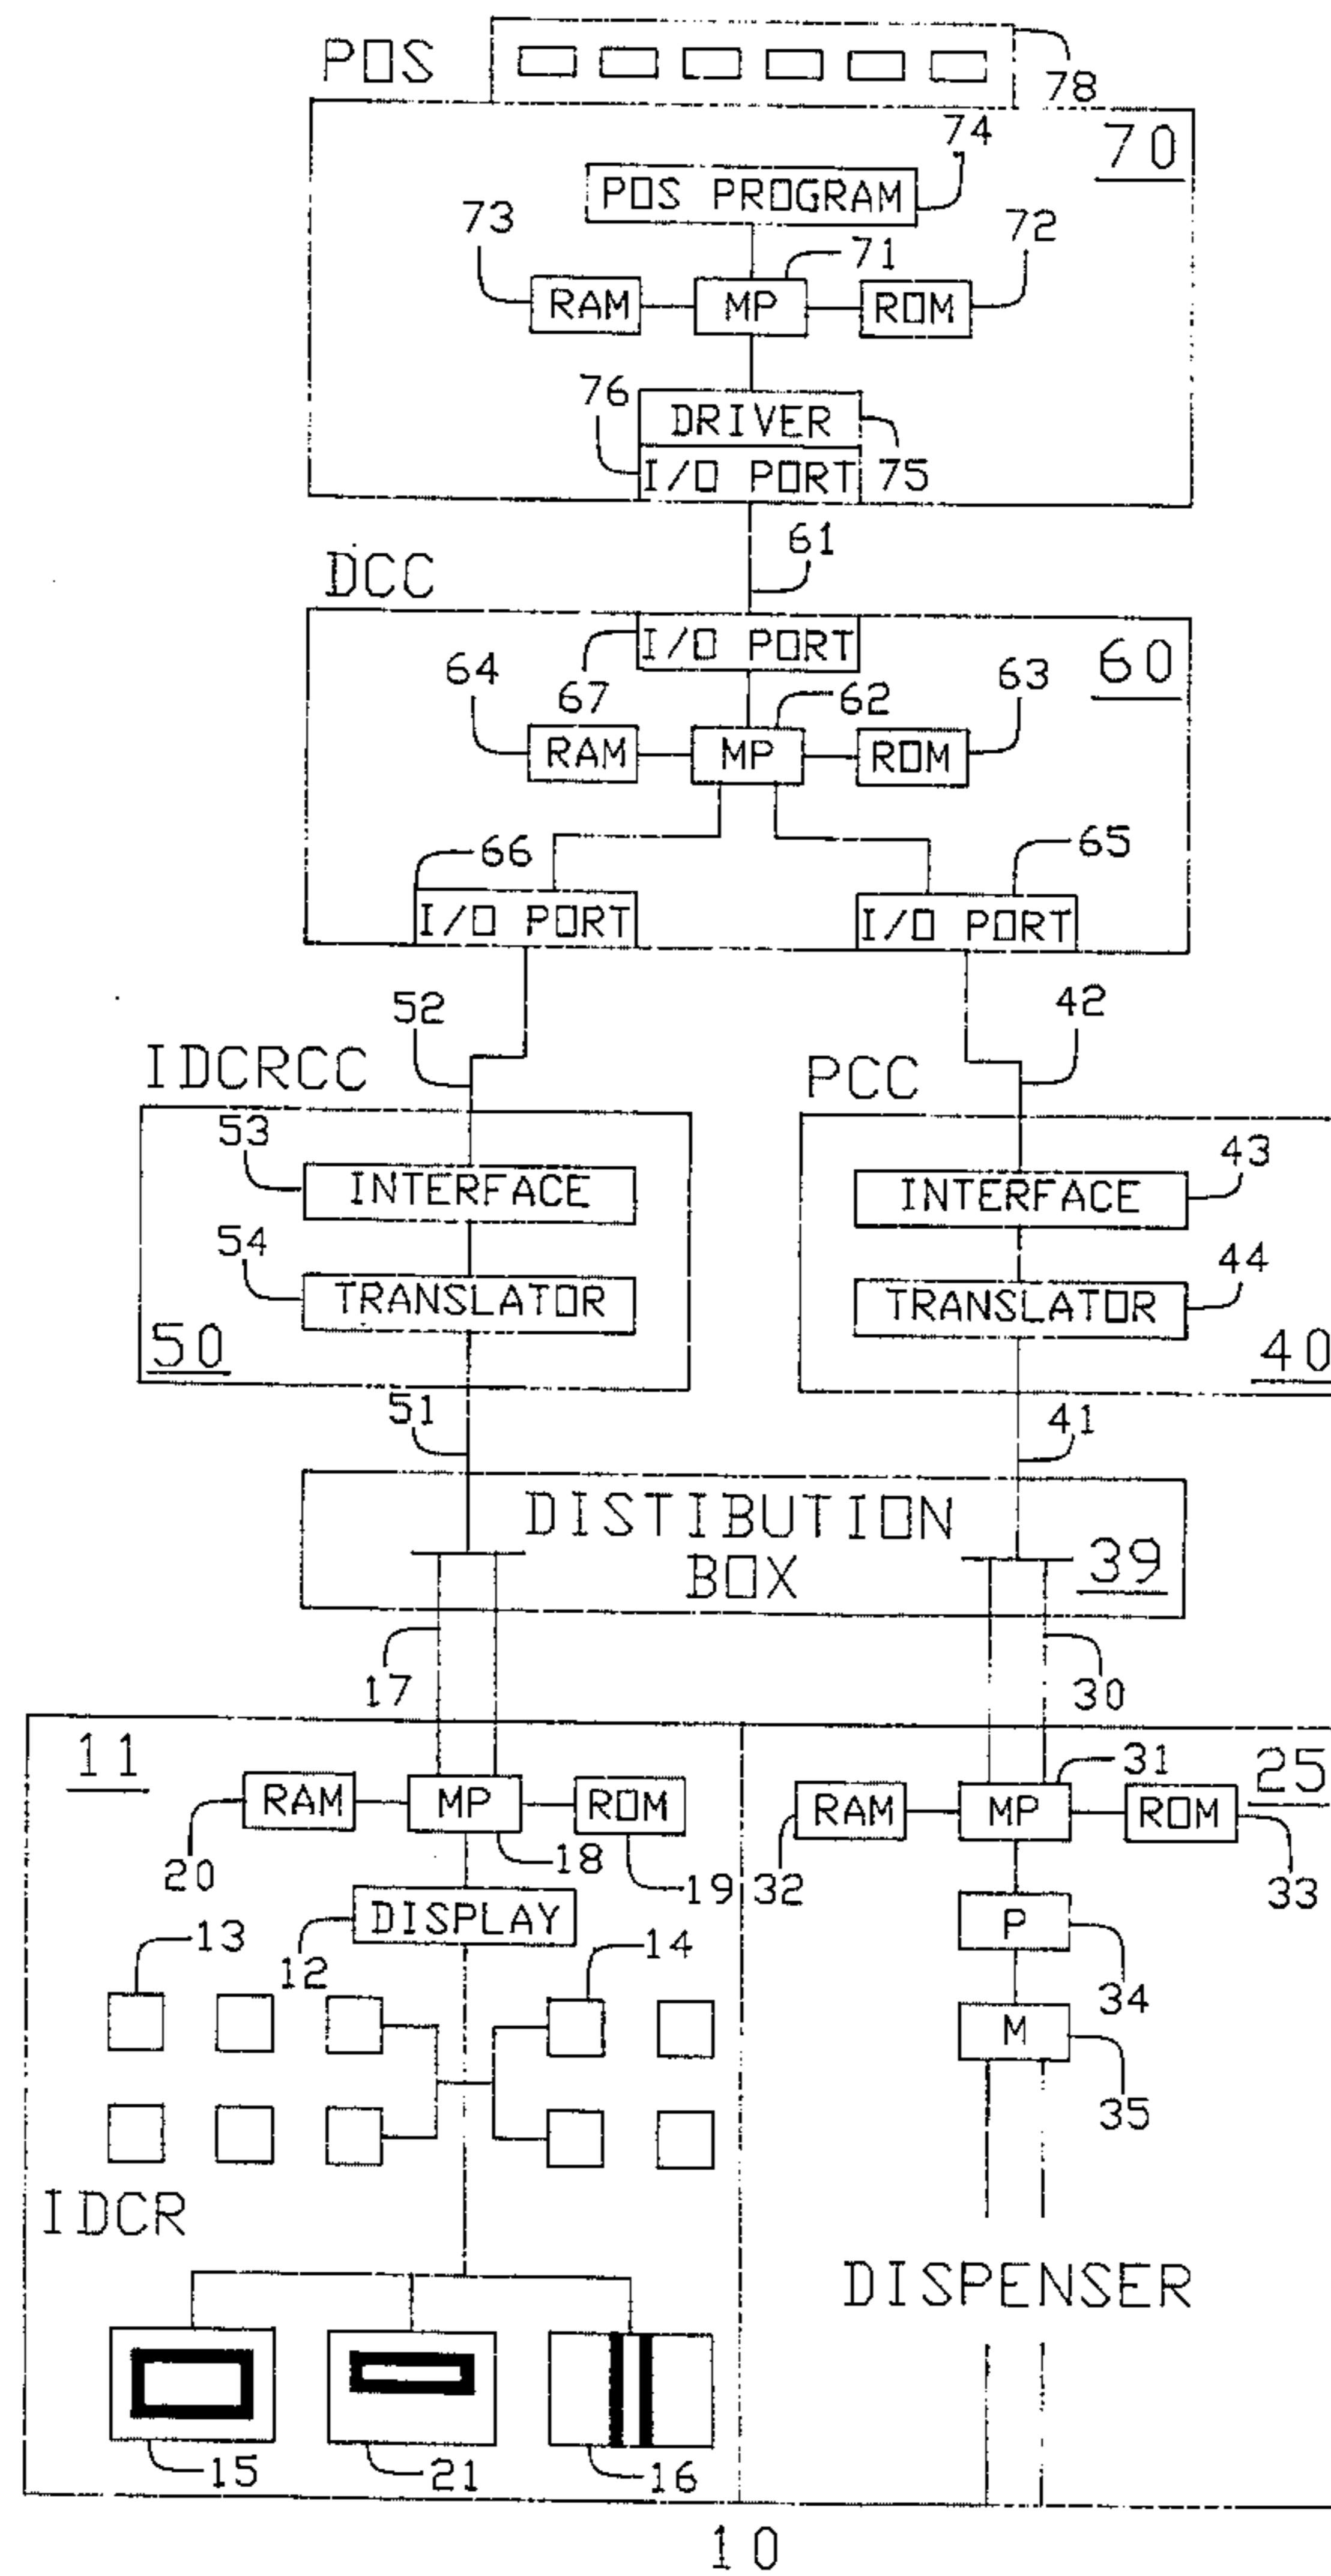 POS
78
70
74
POS PROGRAM
73
71
72
RAM
MP
ROM
76
DRIVER
75
I/O PORT
61
DCC
I/O PORT
60
64
67
62
63
RAM
MP
ROM
66
65
I/O PORT
I/O PORT
52
42
IDCRCC
PCC
53
INTERFACE
INTERFACE
43
54
TRANSLATOR
TRANSLATOR
44
50
40
51
41
DISTIBUTION
BOX
39
17
30
11
31
25
RAM
MP
ROM
RAM
MP
ROM
20
18
19
32
33
DISPLAY
P
13
12
14
34
M
35
IDCR
DISPENSER
15
21
16
10